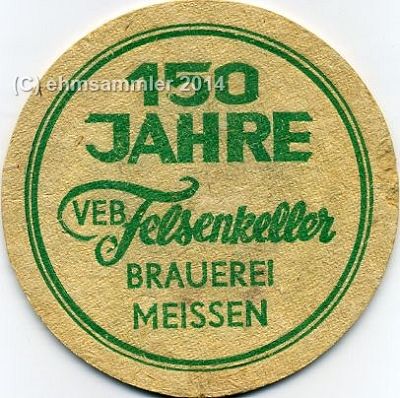 150
(C) ehmsammler 2014
JAHRE
VEB Felsenkeller
BRAUEREI
MEISSEN